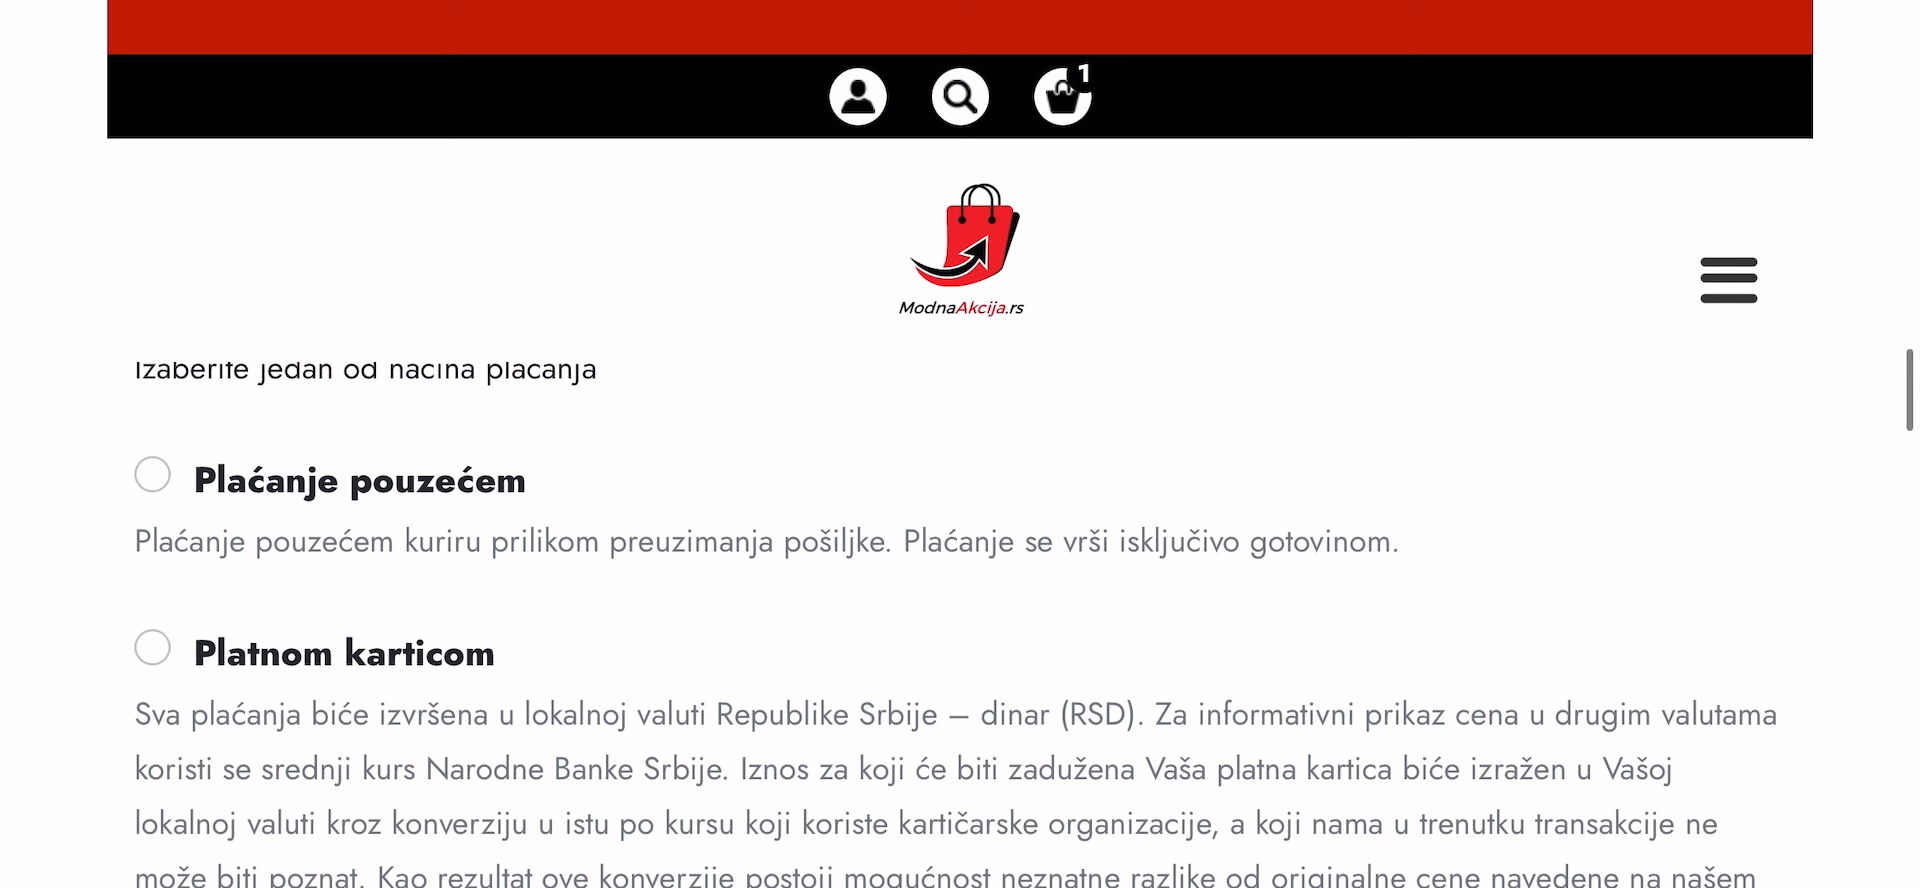 1
ModnaAkcija.rs
Izaberite jedan od načina plaćanja
Plaćanje pouzećem
Plaćanje pouzećem kuriru prilikom preuzimanja pošiljke. Plaćanje se vrši isključivo gotovinom.
Platnom karticom
Sva plaćanja biće izvršena u lokalnoj valuti Republike Srbije – dinar (RSD). Za informativni prikaz cena u drugim valutama
koristi se srednji kurs Narodne Banke Srbije. Iznos za koji će biti zadužena Vaša platna kartica biće izražen u Vašoj
lokalnoj valuti kroz konverziju u istu po kursu koji koriste kartičarske organizacije, a koji nama u trenutku transakcije ne
može biti poznat. Kao rezultat ove konverzije postoji mogućnost neznatne razlike od originalne cene navedene na našem